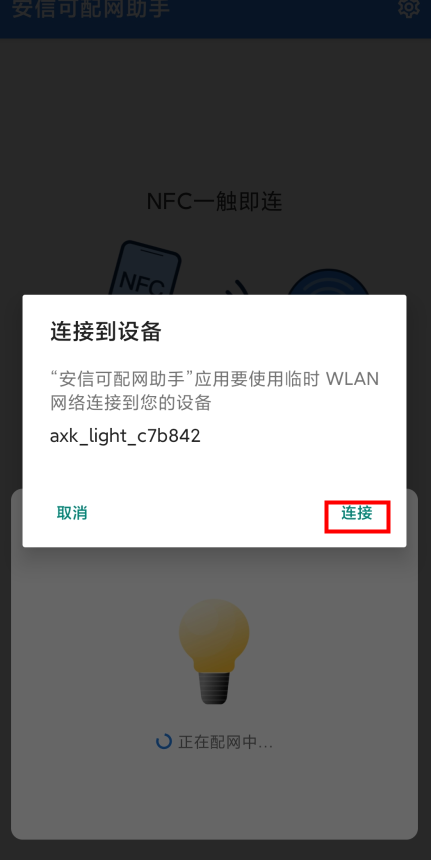 安信可配网助手
NFC一触即连
NFC
连接到设备
“安信可配网助手”应用要使用临时 WLAN
网络连接到您的设备
axk_light_c7b842
取消
连接
正在配网中...